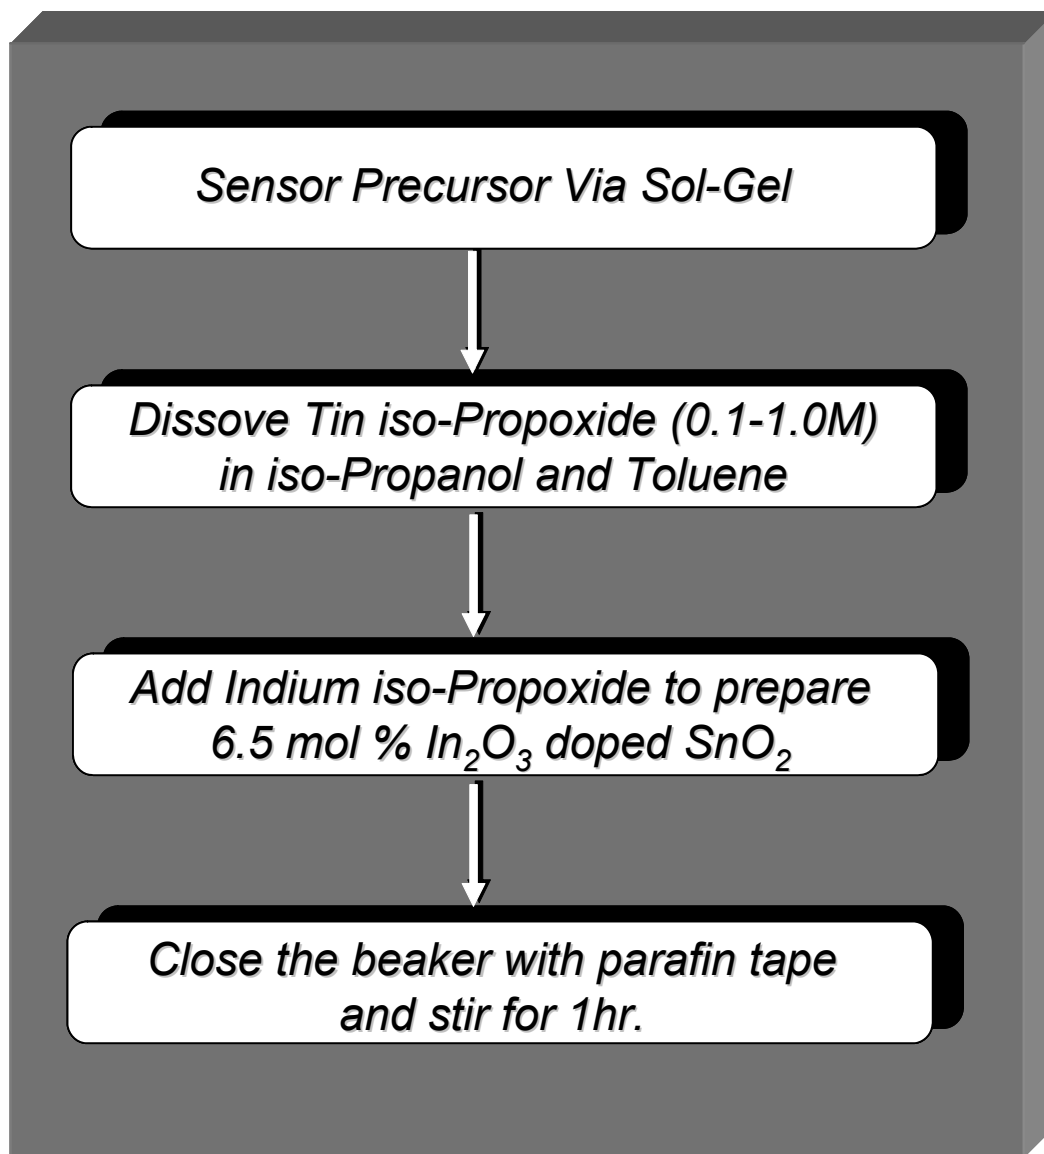 Sensor Precursor Via Sol-Gel
Dissove Tin iso-Propoxide (0.1-1.0M)
in iso-Propanol and Toluene
Add Indium iso-Propoxide to prepare
6.5 mol % In₂O₃ doped SnO₂
Close the beaker with parafin tape
and stir for 1hr.